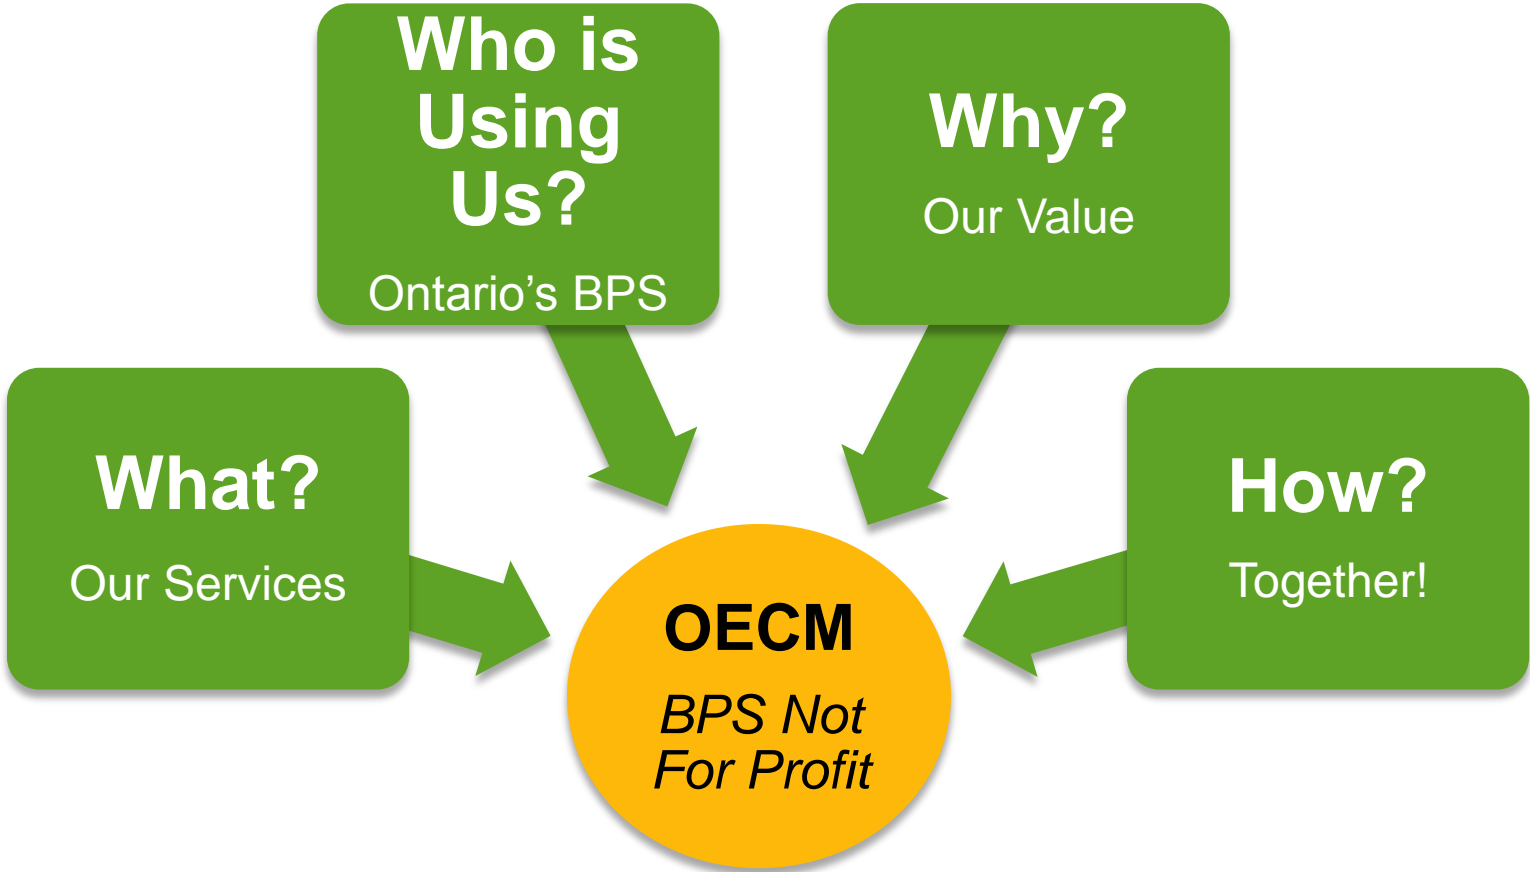 Who is
Using
Us?
Ontario’s BPS
Why?
Our Value
What?
Our Services
How?
Together!
OECM
BPS Not
For Profit